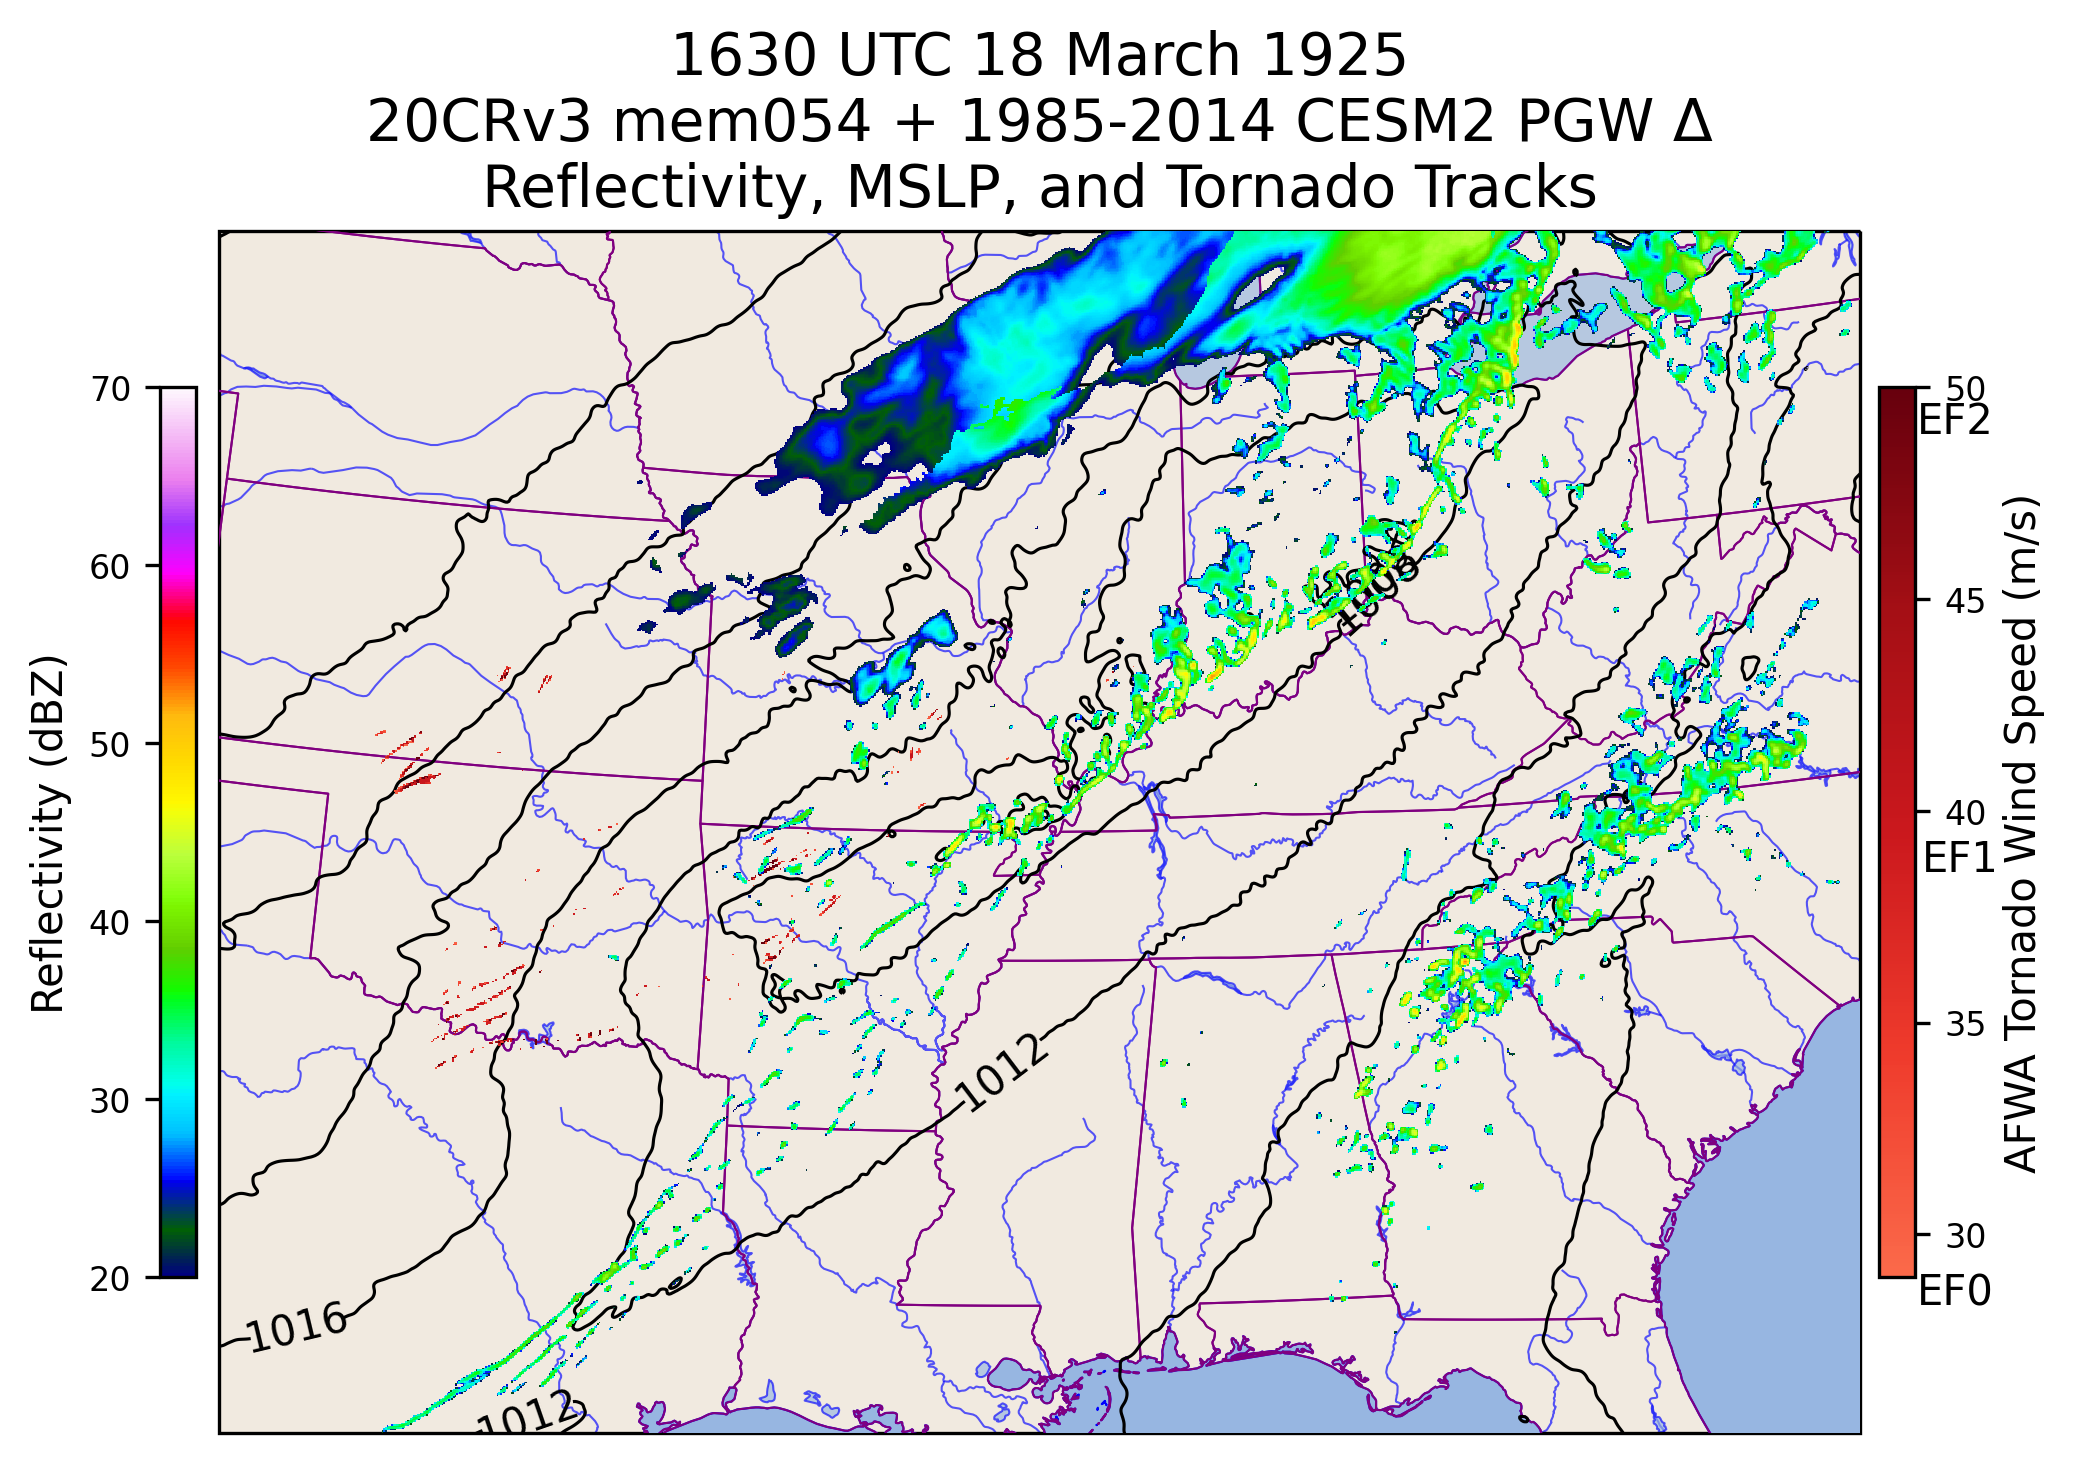 1630 UTC 18 March 1925
20CRv3 mem054 + 1985-2014 CESM2 PGW Δ
Reflectivity, MSLP, and Tornado Tracks
70
60
50
40
30
20
Reflectivity (dBZ)
1008
1012
1016
1012
50
EF2
45
40
EF1
35
30
EF0
AFWA Tornado Wind Speed (m/s)